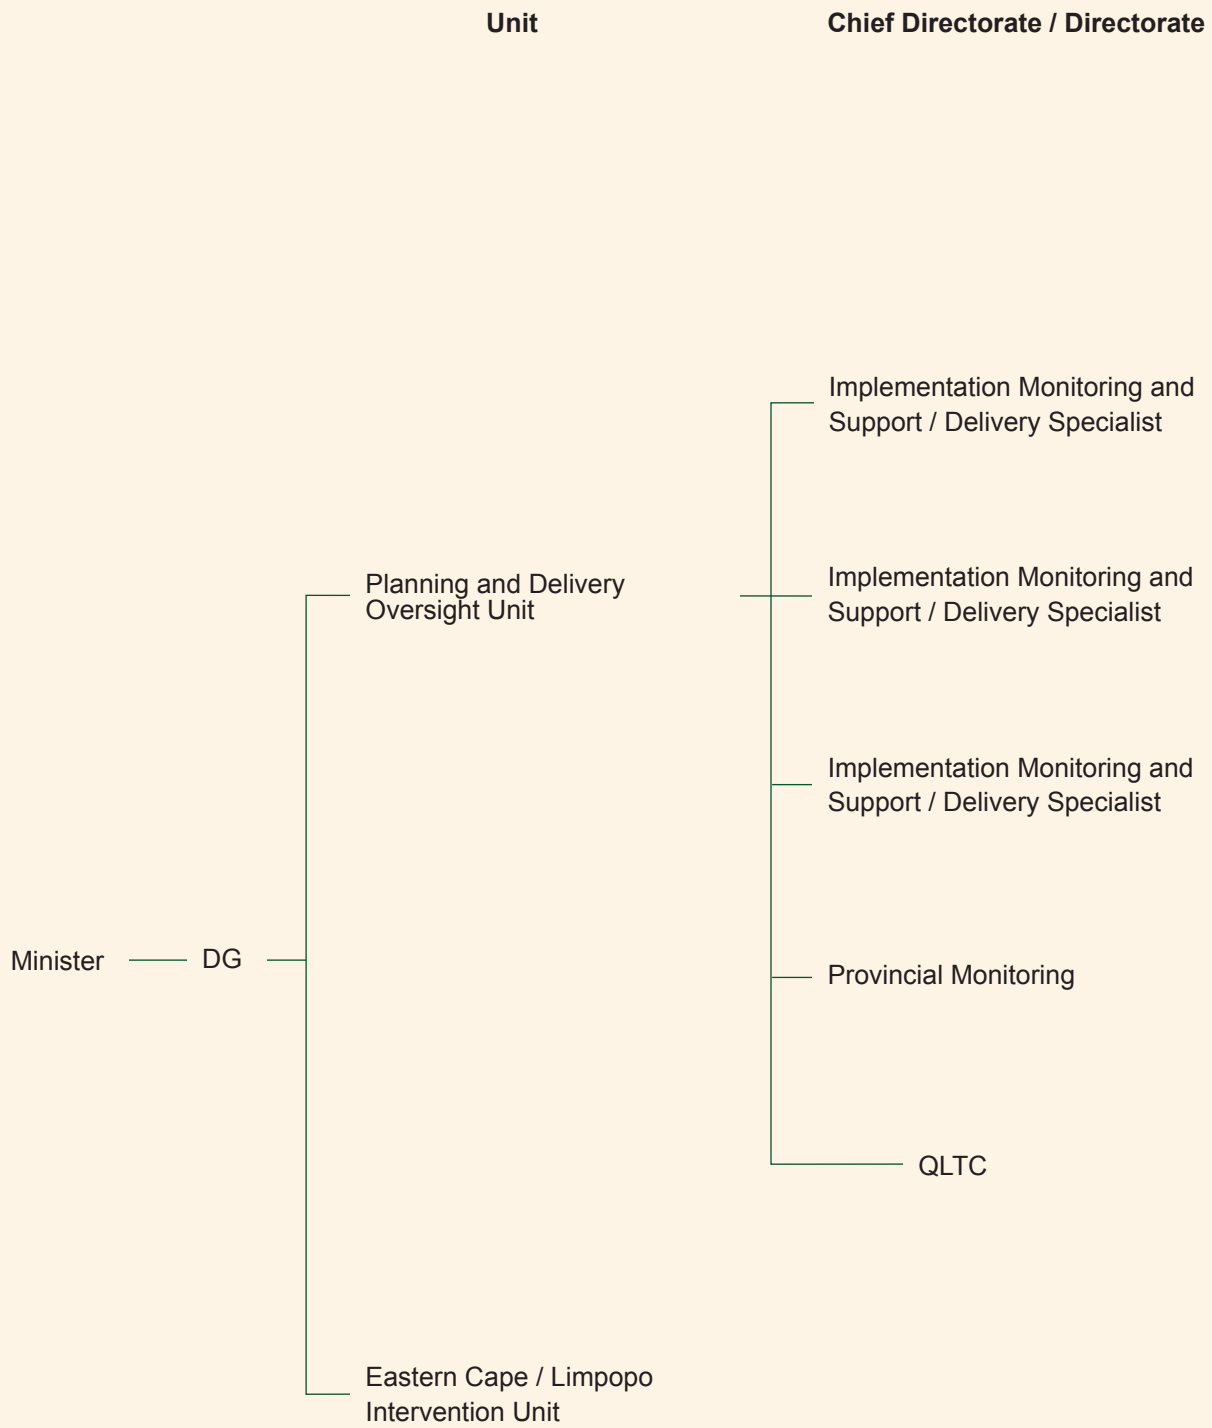 Unit
Chief Directorate / Directorate
Implementation Monitoring and
Support / Delivery Specialist
Planning and Delivery
Oversight Unit
Implementation Monitoring and
Support / Delivery Specialist
Implementation Monitoring and
Support / Delivery Specialist
Minister
DG
Provincial Monitoring
QLTC
Eastern Cape / Limpopo
Intervention Unit